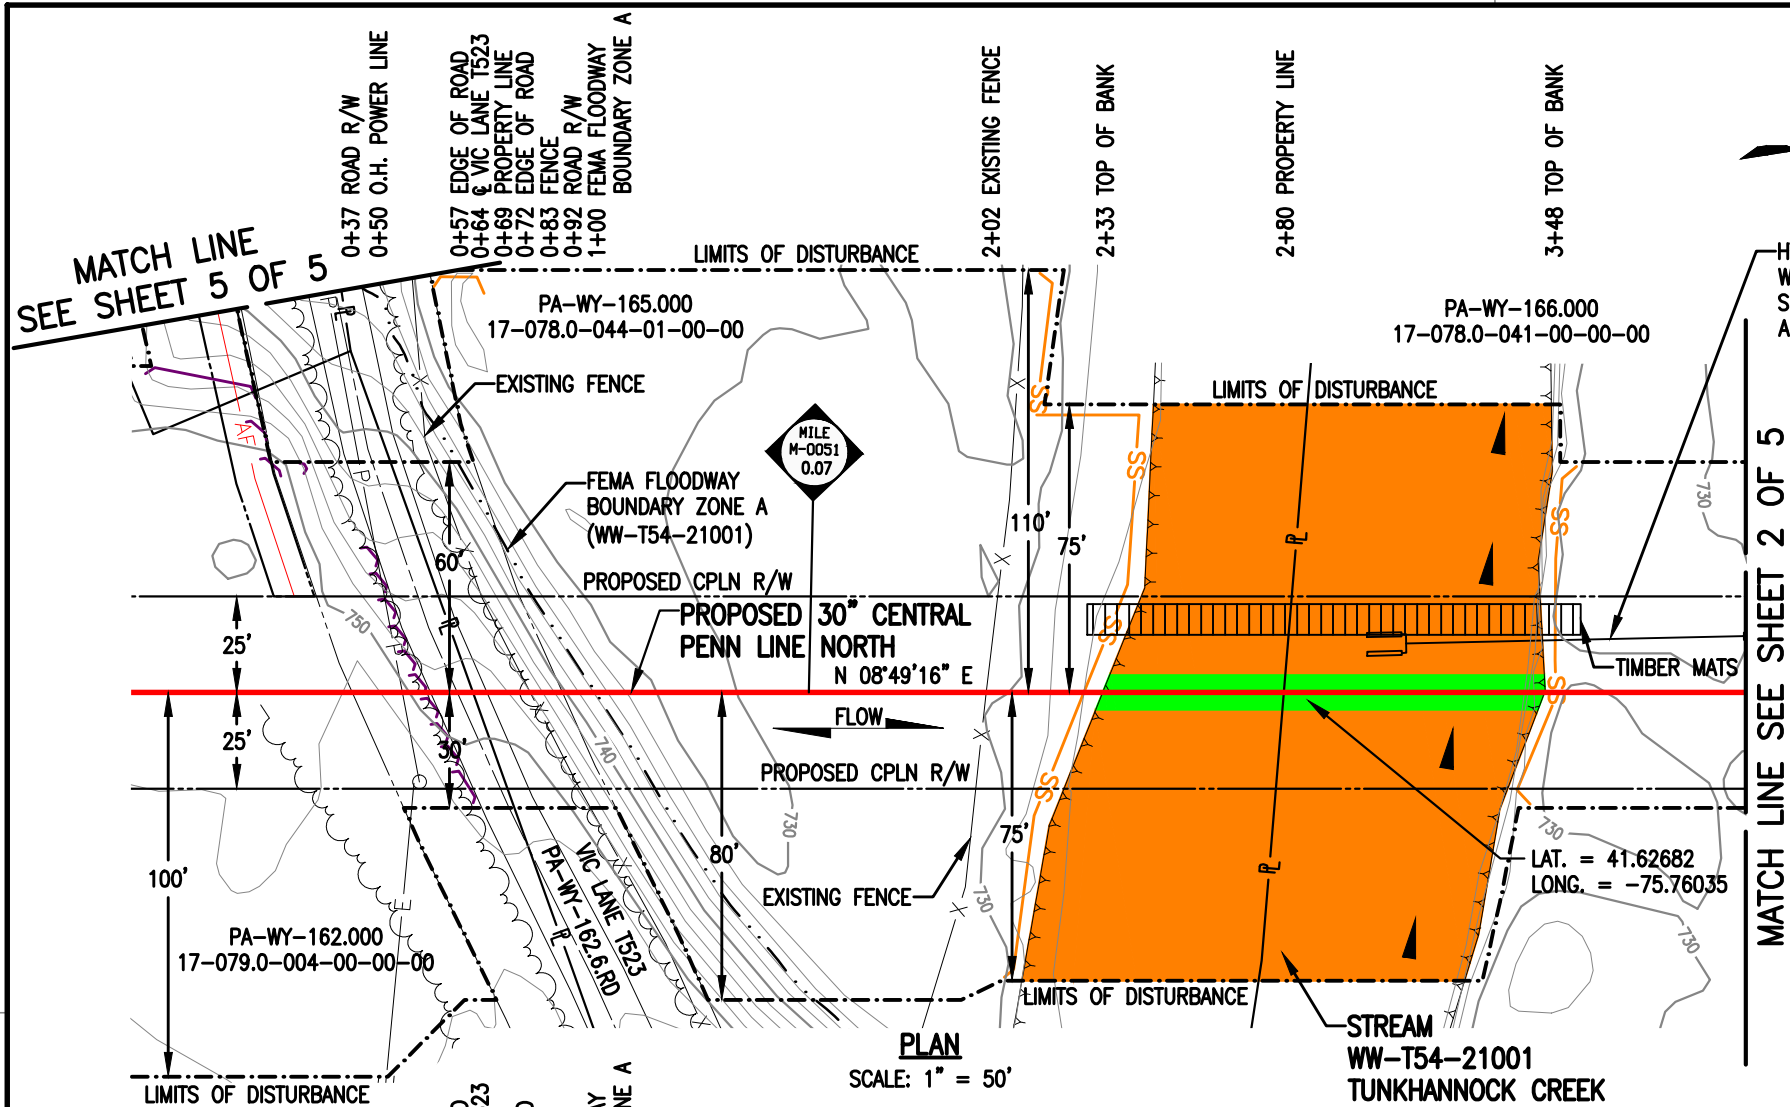 0+37 ROAD R/W
0+50 O.H. POWER LINE
0+57 EDGE OF ROAD
0+64 ℄ VIC LANE T523
0+69 PROPERTY LINE
0+72 EDGE OF ROAD
0+83 FENCE
0+92 ROAD R/W
1+00 FEMA FLOODWAY
BOUNDARY ZONE A
2+02 EXISTING FENCE
2+33 TOP OF BANK
2+80 PROPERTY LINE
3+48 TOP OF BANK
MATCH LINE
SEE SHEET 5 OF 5
LIMITS OF DISTURBANCE
PA-WY-165.000
17-078.0-044-01-00-00
EXISTING FENCE
MILE
M-0051
0.07
FEMA FLOODWAY
BOUNDARY ZONE A
(WW-T54-21001)
PROPOSED CPLN R/W
PROPOSED 30" CENTRAL
PENN LINE NORTH
N 08°49'16" E
FLOW
PROPOSED CPLN R/W
EXISTING FENCE
PA-WY-166.000
17-078.0-041-00-00-00
LIMITS OF DISTURBANCE
H
W
S
A
110'
75'
60'
25'
25'
30'
80'
75'
100'
AF
SS
SS
SS
SS
SS
SS
750
740
730
730
730
730
730
TIMBER MATS
LAT. = 41.62682
LONG. = -75.76035
VIC LANE T523
PA-WY-162.6.RD
PA-WY-162.000
17-079.0-004-00-00-00
LIMITS OF DISTURBANCE
LIMITS OF DISTURBANCE
STREAM
WW-T54-21001
TUNKHANNOCK CREEK
PLAN
SCALE: 1" = 50'
MATCH LINE SEE SHEET 2 OF 5